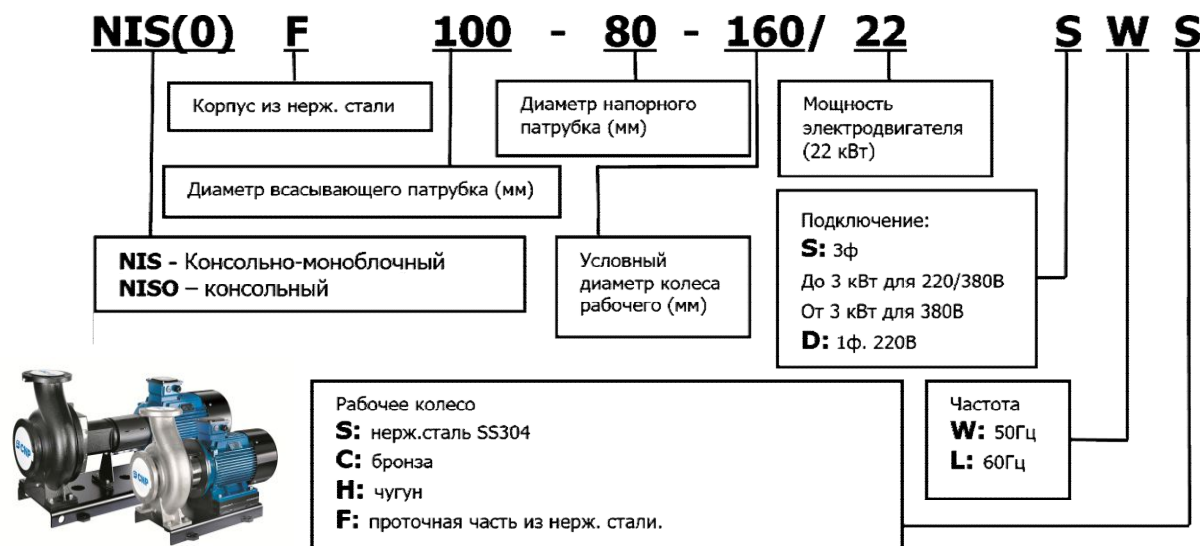 NIS(0) F 100 - 80 - 160/ 22 S W S
Корпус из нерж. стали
Диаметр напорного
патрубка (мм)
Мощность
электродвигателя
(22 кВт)
Диаметр всасывающего патрубка (мм)
NIS - Консольно-моноблочный
NISO – консольный
Условный
диаметр колеса
рабочего (мм)
Подключение:
S: 3ф
До 3 кВт для 220/380В
От 3 кВт для 380В
D: 1ф. 220В
Рабочее колесо
S: нерж.сталь SS304
C: бронза
H: чугун
F: проточная часть из нерж. стали.
Частота
W: 50Гц
L: 60Гц
CNP
CNP